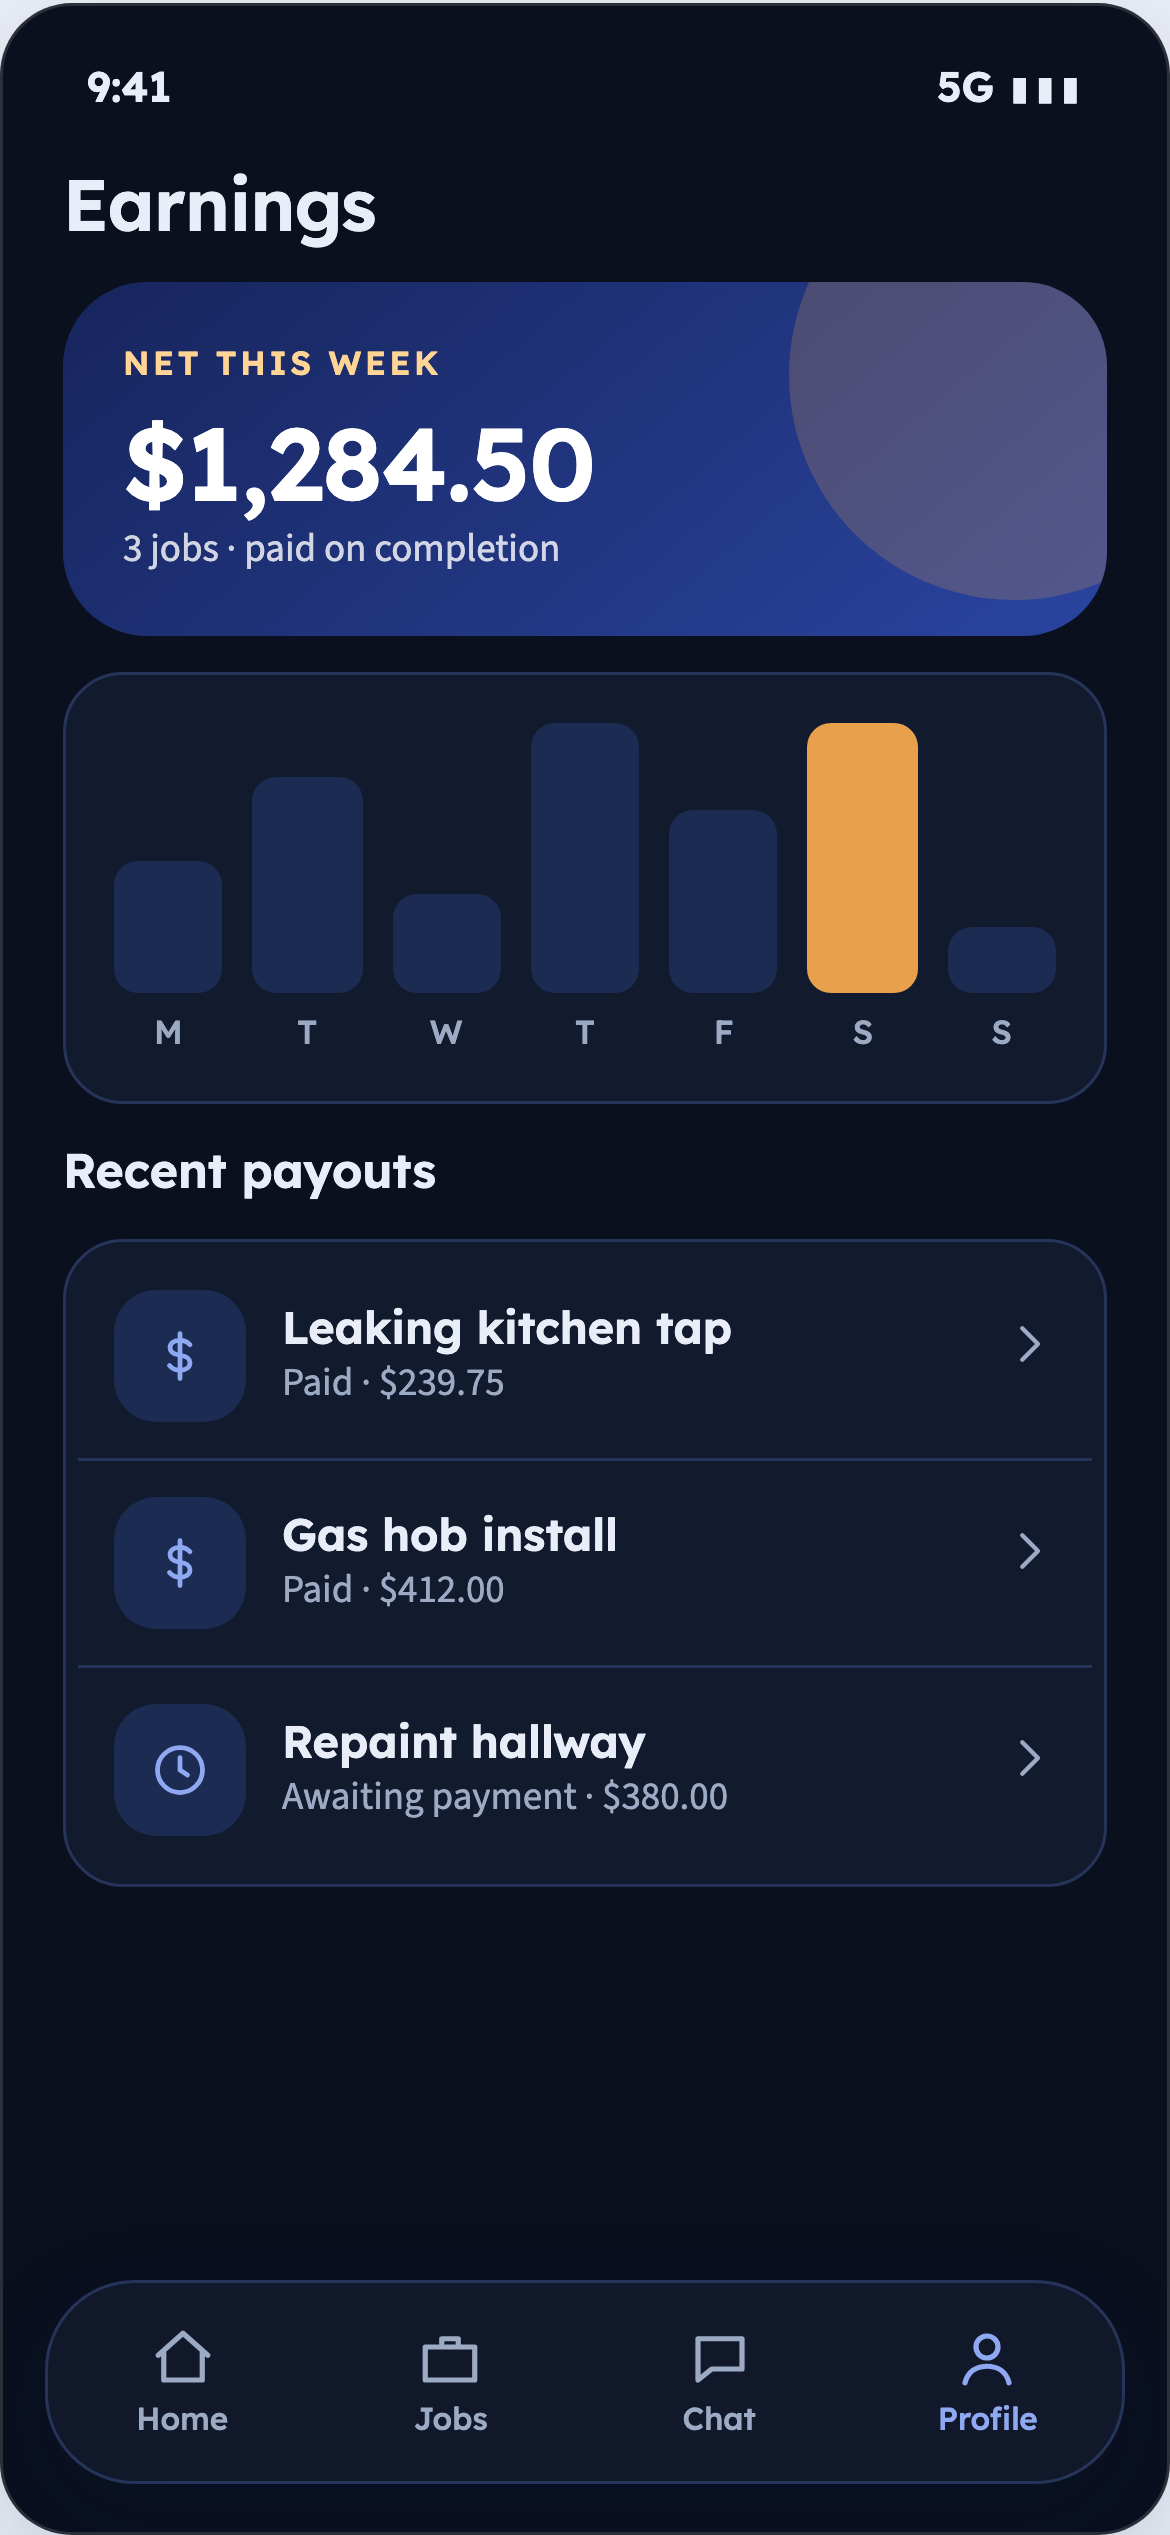 9:41
5G
Earnings
NET THIS WEEK
$1,284.50
3 jobs · paid on completion
M T W T F S S
Recent payouts
$
Leaking kitchen tap
Paid · $239.75
$
Gas hob install
Paid · $412.00
Repaint hallway
Awaiting payment · $380.00
Home Jobs Chat Profile